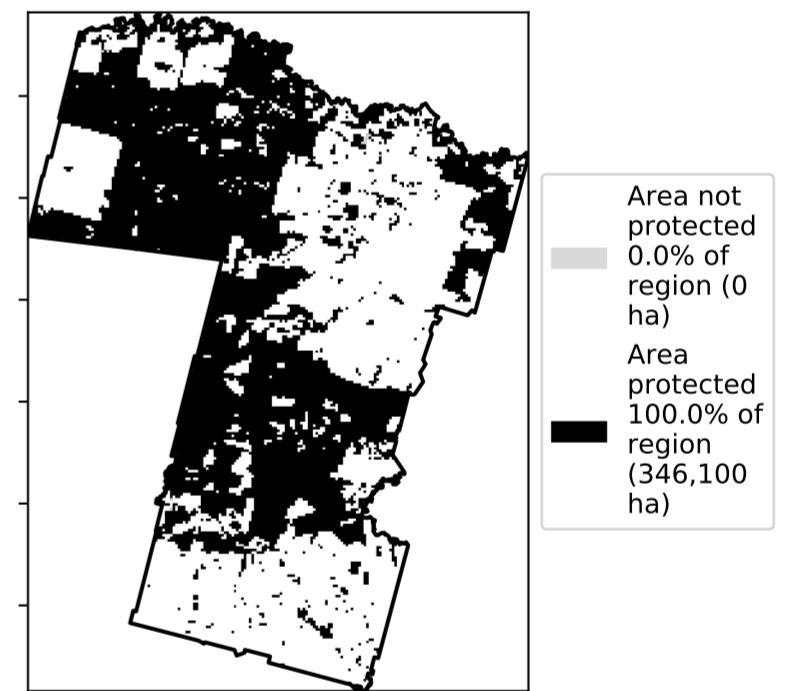 Area not
protected
0.0% of
region (0
ha)
Area
protected
100.0% of
region
(346,100
ha)